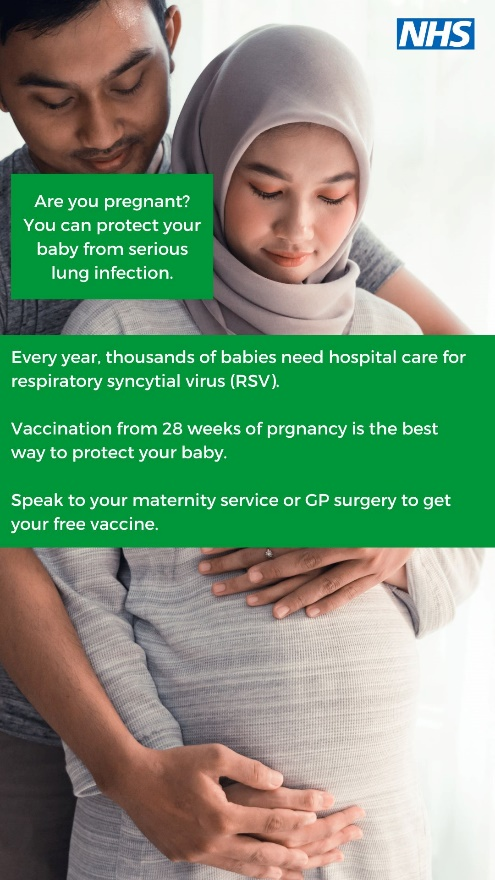 NHS
Are you pregnant?
You can protect your
baby from serious
lung infection.
Every year, thousands of babies need hospital care for
respiratory syncytial virus (RSV).
Vaccination from 28 weeks of prgnancy is the best
way to protect your baby.
Speak to your maternity service or GP surgery to get
your free vaccine.